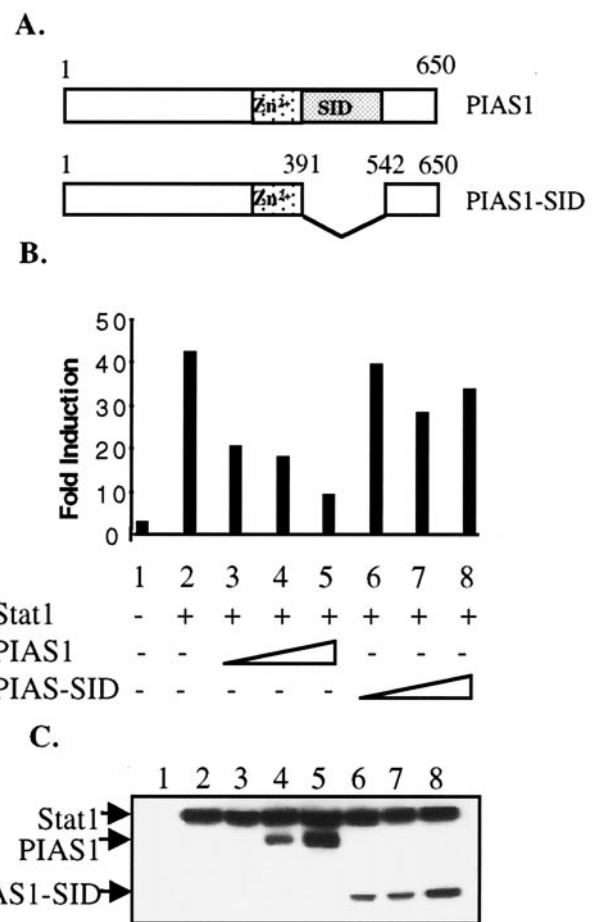 A.
1 650
Zn²⁺ SID PIAS1
1 391 542 650
Zn²⁺ PIAS1-SID
B.
Fold Induction
50
40
30
20
10
0
1 2 3 4 5 6 7 8
Stat1 - + + + + + + +
PIAS1 - - - - -
PIAS-SID - - - - -
C.
1 2 3 4 5 6 7 8
Stat1
PIAS1
AS1-SID